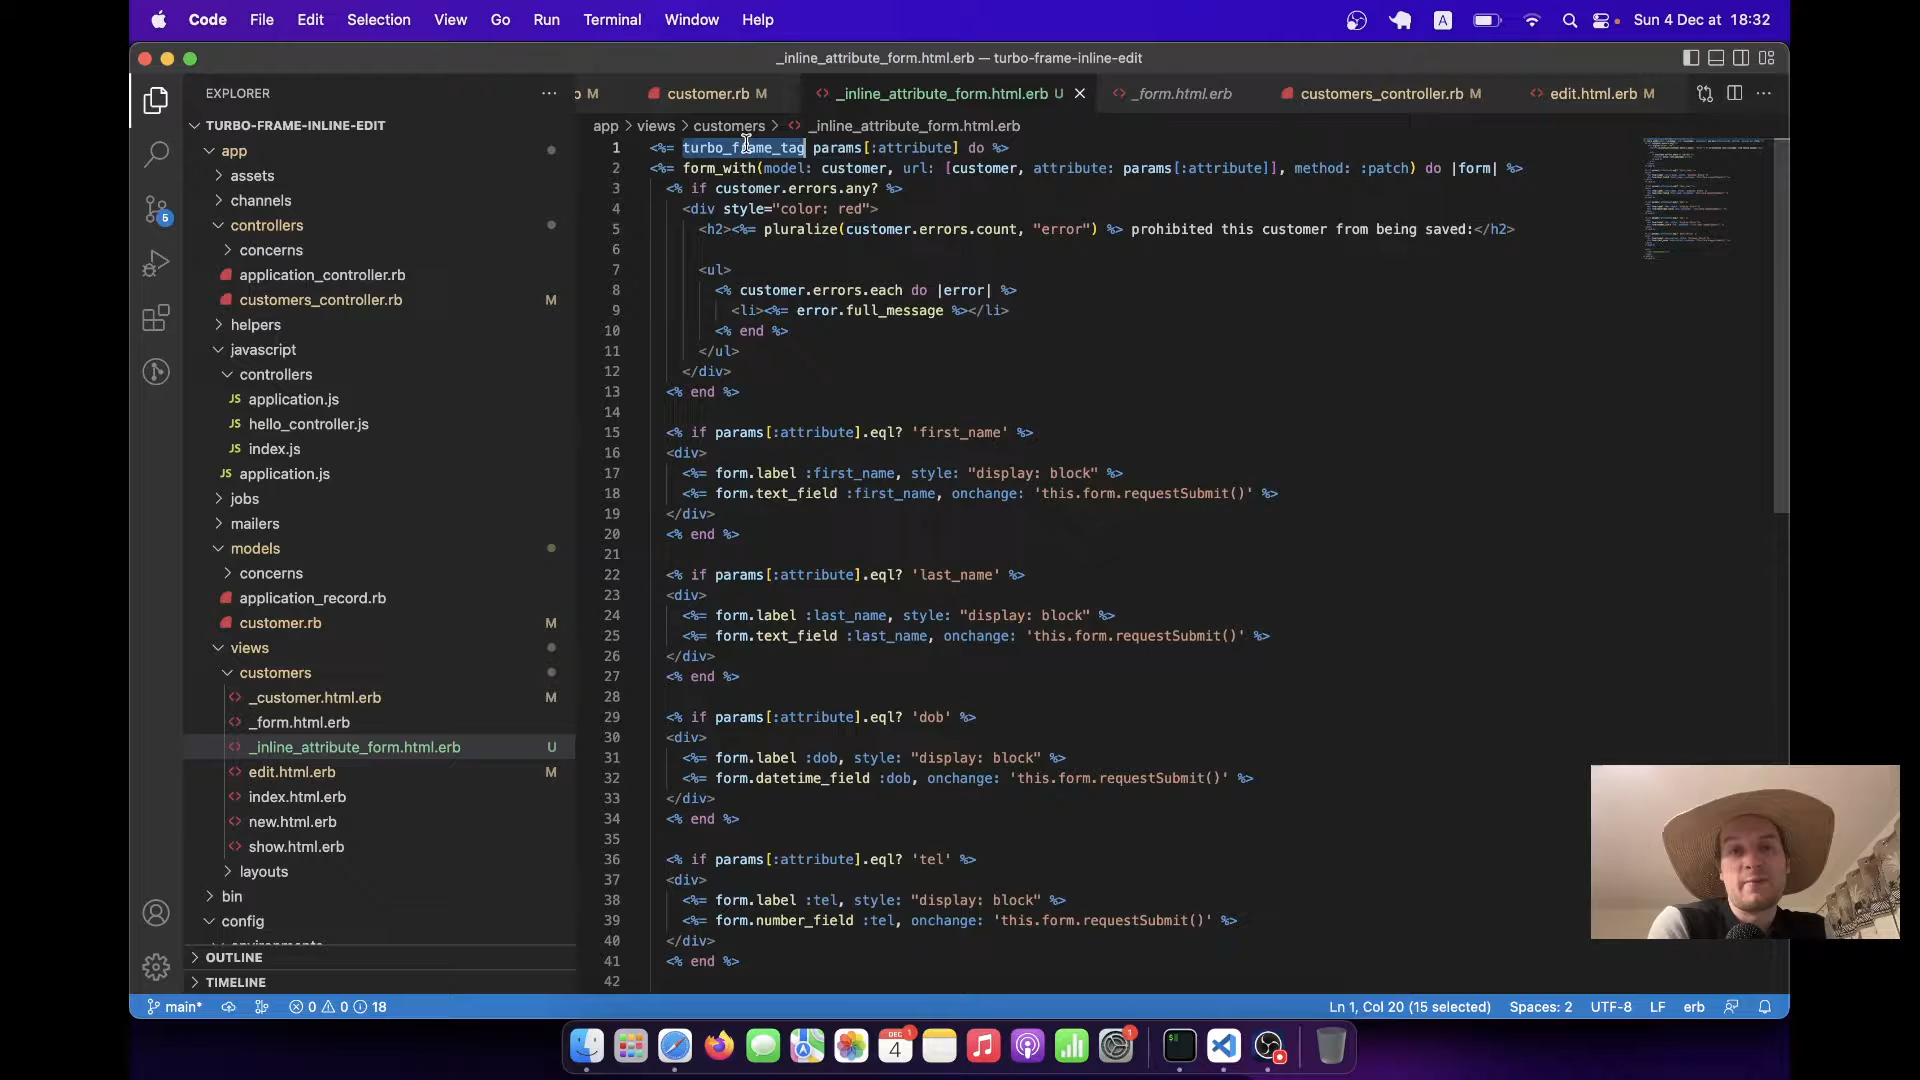 Code File Edit Selection View Go Run Terminal Window Help
A
Sun 4 Dec at 18:32
_inline_attribute_form.html.erb — turbo-frame-inline-edit
EXPLORER
M
customer.rb M
_inline_attribute_form.html.erb U
_form.html.erb
customers_controller.rb M
edit.html.erb M
TURBO-FRAME-INLINE-EDIT
app
assets
channels
controllers
concerns
application_controller.rb
customers_controller.rb M
helpers
javascript
controllers
JS application.js
JS hello_controller.js
JS index.js
JS application.js
jobs
mailers
models
concerns
application_record.rb
customer.rb M
views
customers
_customer.html.erb M
_form.html.erb
_inline_attribute_form.html.erb U
edit.html.erb M
index.html.erb
new.html.erb
show.html.erb
layouts
bin
config
environments
OUTLINE
TIMELINE
5
app > views > customers > _inline_attribute_form.html.erb
1 <%= turbo_frame_tag params[:attribute] do %>
2 <%= form_with(model: customer, url: [customer, attribute: params[:attribute]], method: :patch) do |form| %>
3 <% if customer.errors.any? %>
4 <div style="color: red">
5 <h2><%= pluralize(customer.errors.count, "error") %> prohibited this customer from being saved:</h2>
6
7 <ul>
8 <% customer.errors.each do |error| %>
9 <li><%= error.full_message %></li>
10 <% end %>
11 </ul>
12 </div>
13 <% end %>
14
15 <% if params[:attribute].eql? 'first_name' %>
16 <div>
17 <%= form.label :first_name, style: "display: block" %>
18 <%= form.text_field :first_name, onchange: 'this.form.requestSubmit()' %>
19 </div>
20 <% end %>
21
22 <% if params[:attribute].eql? 'last_name' %>
23 <div>
24 <%= form.label :last_name, style: "display: block" %>
25 <%= form.text_field :last_name, onchange: 'this.form.requestSubmit()' %>
26 </div>
27 <% end %>
28
29 <% if params[:attribute].eql? 'dob' %>
30 <div>
31 <%= form.label :dob, style: "display: block" %>
32 <%= form.datetime_field :dob, onchange: 'this.form.requestSubmit()' %>
33 </div>
34 <% end %>
35
36 <% if params[:attribute].eql? 'tel' %>
37 <div>
38 <%= form.label :tel, style: "display: block" %>
39 <%= form.number_field :tel, onchange: 'this.form.requestSubmit()' %>
40 </div>
41 <% end %>
42
main* 0 0 18
Ln 1, Col 20 (15 selected) Spaces: 2 UTF-8 LF erb
DEC 4 1
1